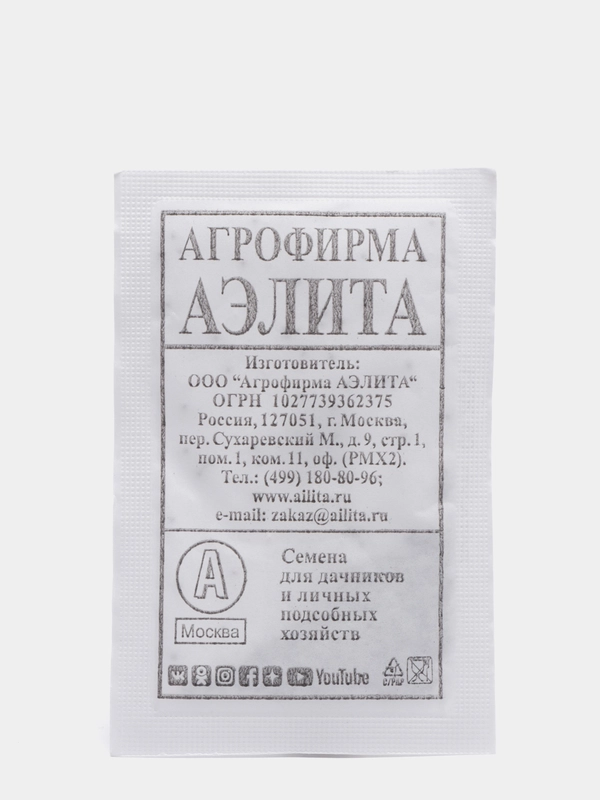 АГРОФИРМА
АЭЛИТА
Изготовитель:
ООО “Агрофирма АЭЛИТА“
ОГРН 1027739362375
Россия, 127051, г. Москва,
пер. Сухаревский М., д. 9, стр. 1,
пом. 1, ком. 11, оф. (РМХ2).
Тел.: (499) 180-80-96;
www.ailita.ru
e-mail: zakaz@ailita.ru
А
Москва
Семена
для дачников
и личных
подсобных
хозяйств
YouTube
C/PAP